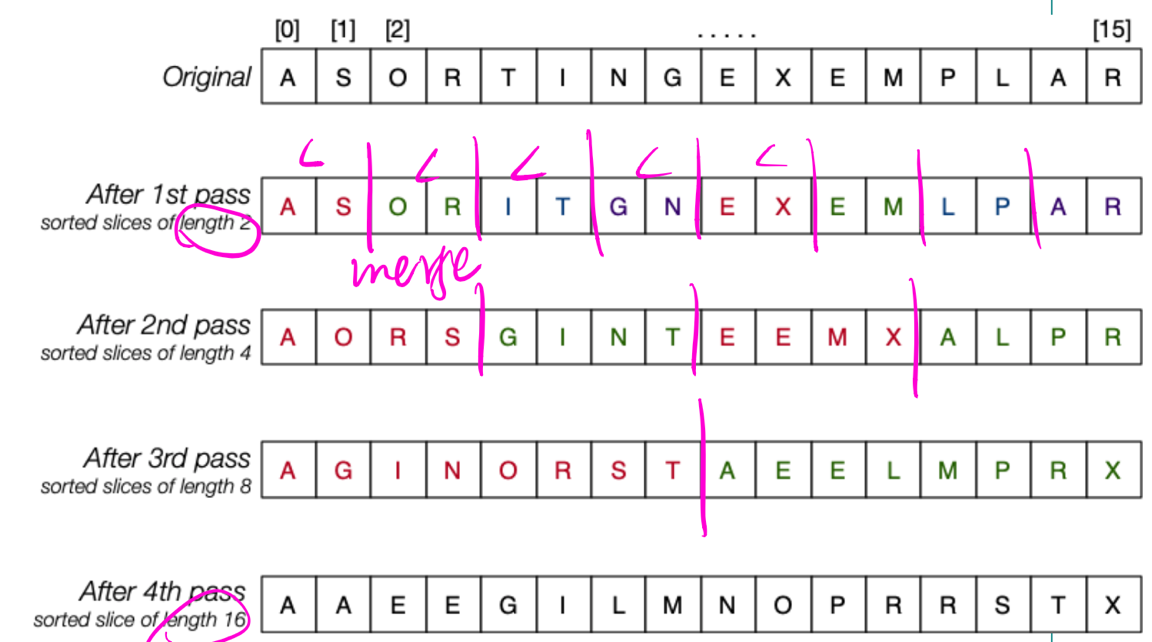 [0] [1] [2] ..... [15]
Original A S O R T I N G E X E M P L A R
< < < < <
After 1st pass
sorted slices of length 2 A S O R I T G N E X E M L P A R
merge
After 2nd pass
sorted slices of length 4 A O R S G I N T E E M X A L P R
After 3rd pass
sorted slices of length 8 A G I N O R S T A E E L M P R X
After 4th pass
sorted slice of length 16 A A E E G I L M N O P R R S T X